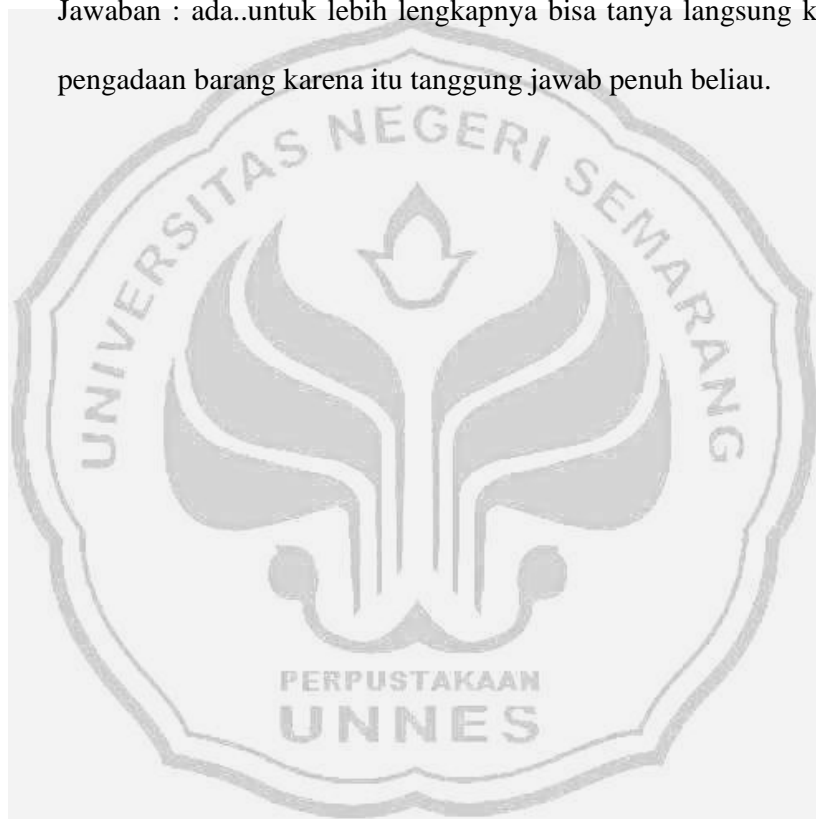 Jawaban : ada..untuk lebih lengkapnya bisa tanya langsung k
pengadaan barang karena itu tanggung jawab penuh beliau.
UNIVERSITAS NEGERI SEMARANG
PERPUSTAKAAN
UNNES